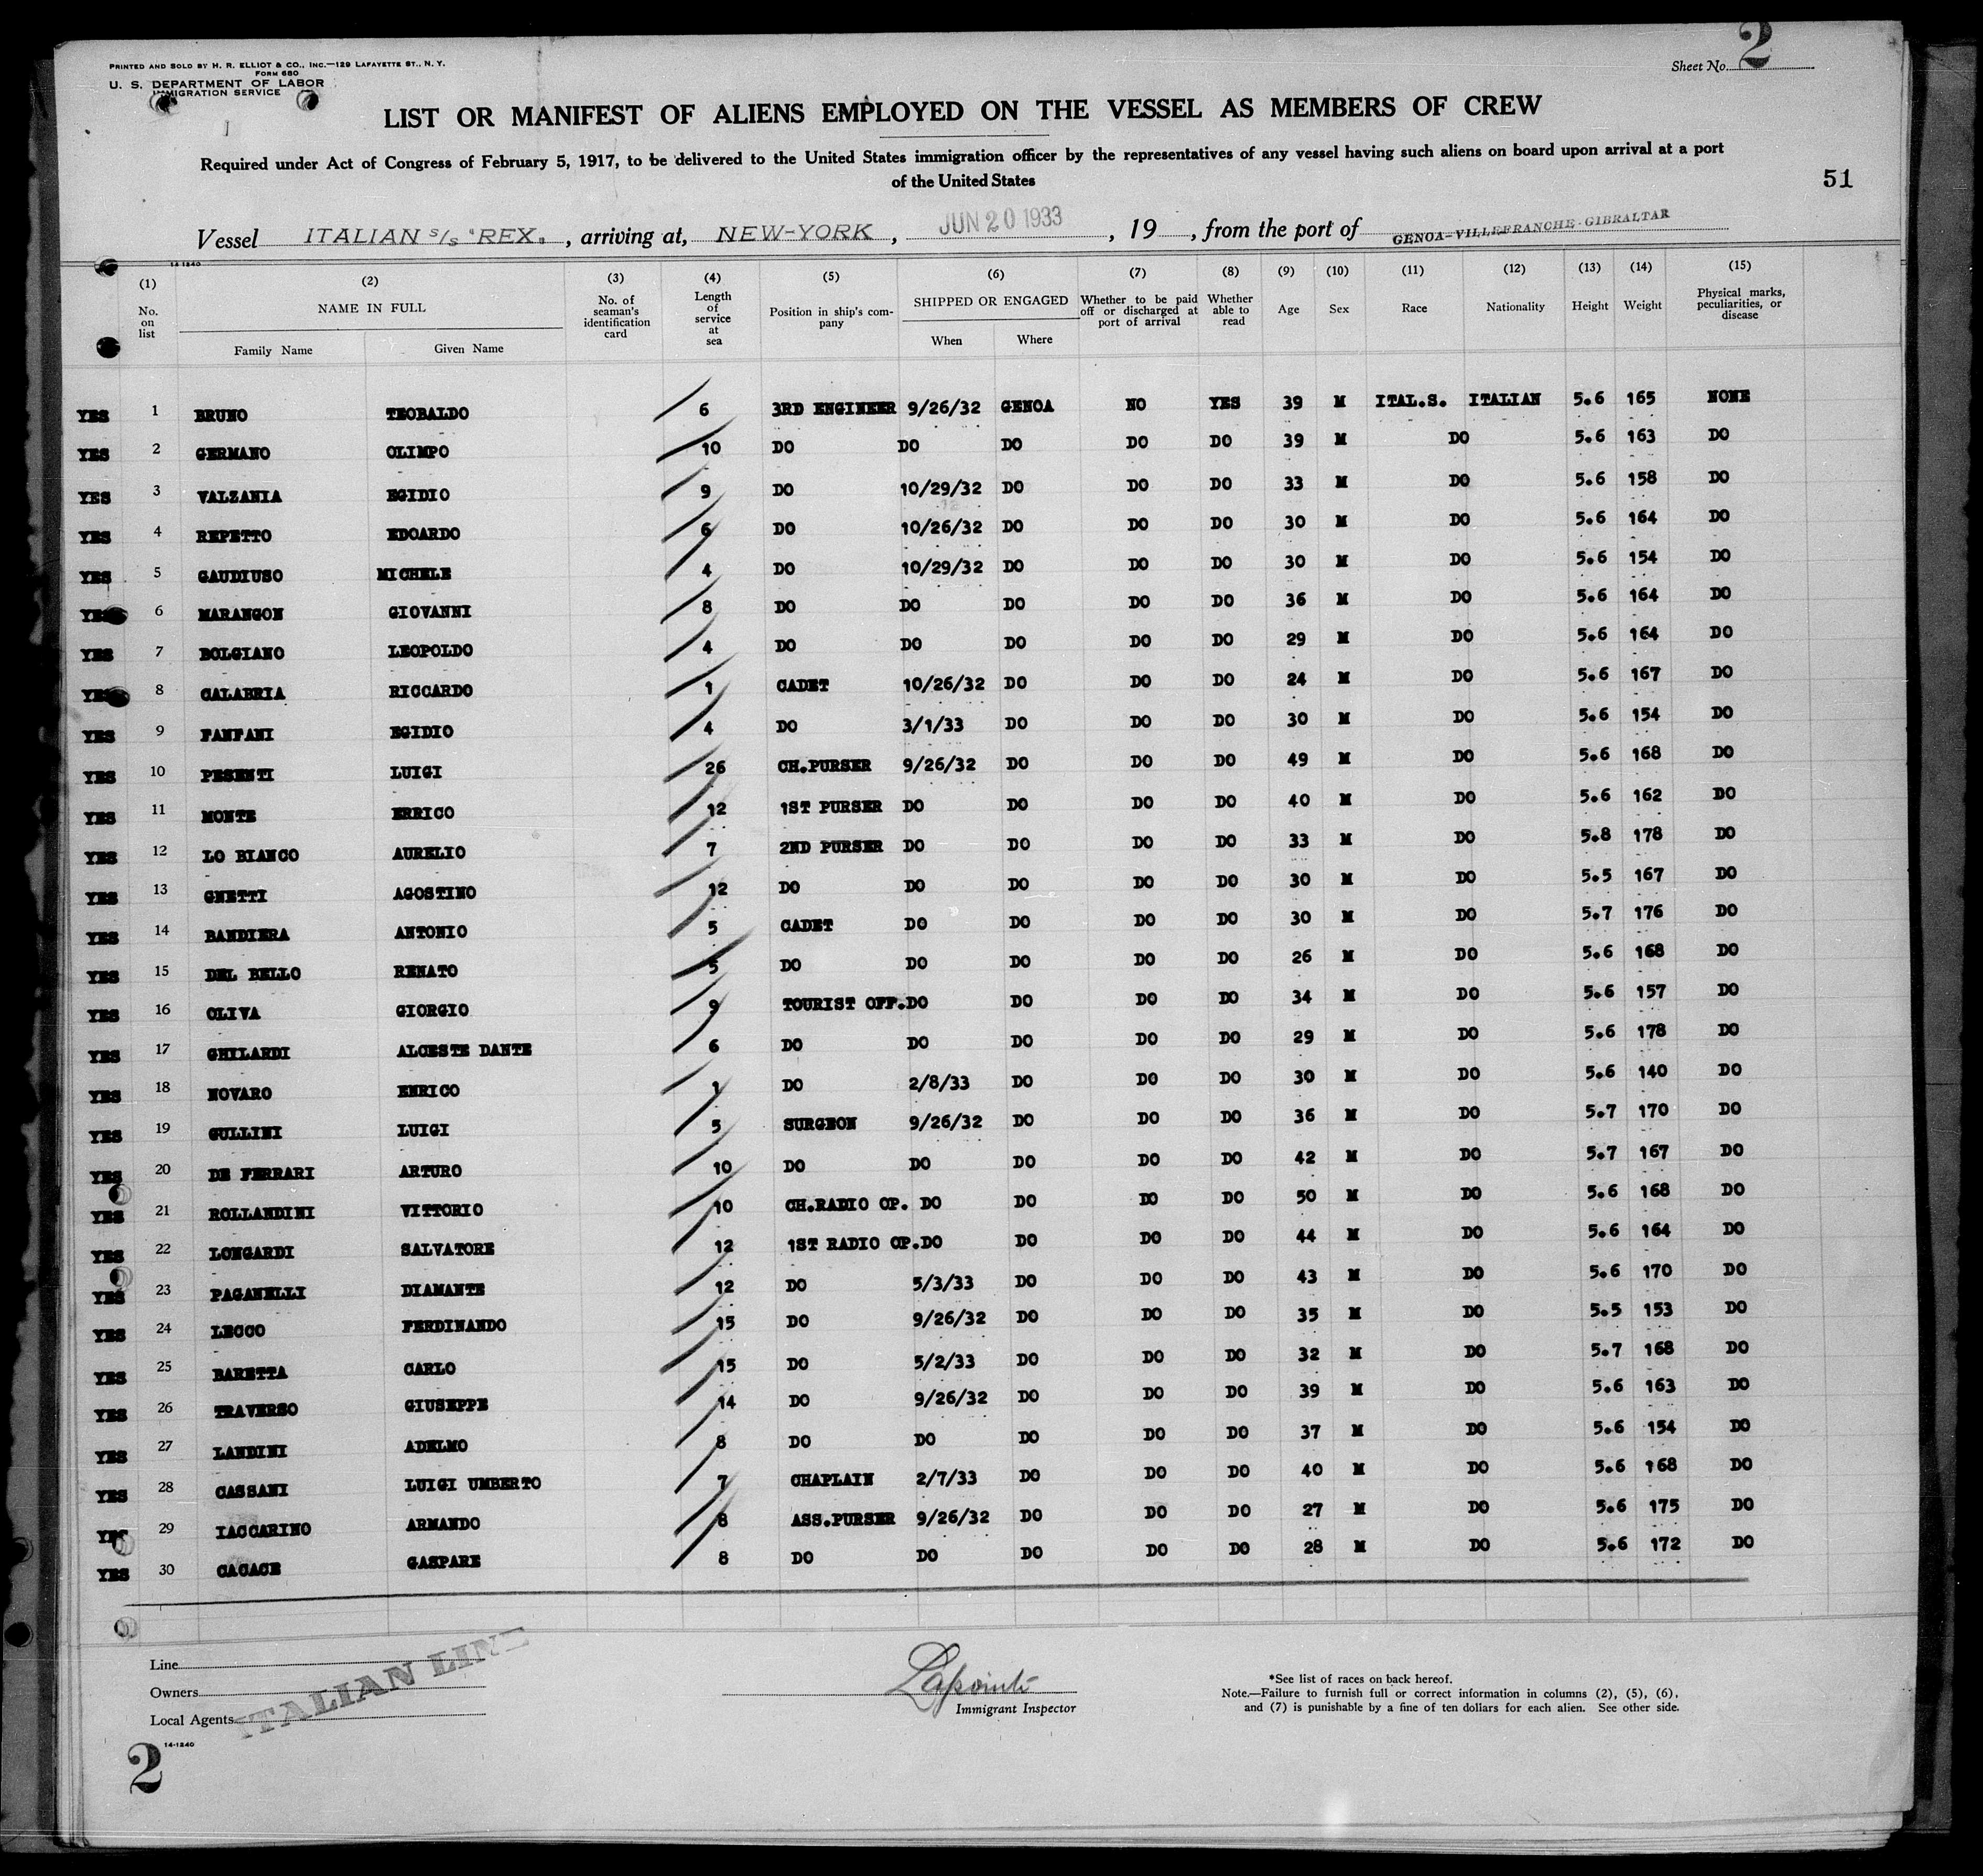 PRINTED AND SOLD BY H. R. ELLIOT & CO., INC.—129 LAFAYETTE ST., N. Y.
FORM 680
U. S. DEPARTMENT OF LABOR
IMMIGRATION SERVICE
Sheet No. 2
LIST OR MANIFEST OF ALIENS EMPLOYED ON THE VESSEL AS MEMBERS OF CREW
Required under Act of Congress of February 5, 1917, to be delivered to the United States immigration officer by the representatives of any vessel having such aliens on board upon arrival at a port
of the United States
51
Vessel ITALIAN S/S "REX", arriving at, NEW-YORK, JUN 20 1933, 19, from the port of GENOA-VILLEFRANCHE-GIBRALTAR
14-1240
(1) (2) (3) (4) (5) (6) (7) (8) (9) (10) (11) (12) (13) (14) (15)
No. on list NAME IN FULL Family Name Given Name No. of seaman's identification card Length of service at sea Position in ship's company SHIPPED OR ENGAGED When Where Whether to be paid off or discharged at port of arrival Whether able to read Age Sex Race Nationality Height Weight Physical marks, peculiarities, or disease
YES 1 BRUNO TEOBALDO 6 3RD ENGINEER 9/26/32 GENOA NO YES 39 M ITAL.S. ITALIAN 5.6 165 NONE
YES 2 GERMANO OLIMPO 10 DO DO DO DO DO 39 M DO 5.6 163 DO
YES 3 VALZANIA EGIDIO 9 DO 10/29/32 DO DO DO 33 M DO 5.6 158 DO
YES 4 REPETTO EDOARDO 6 DO 10/26/32 DO DO DO 30 M DO 5.6 164 DO
YES 5 GAUDIUSO MICHELE 4 DO 10/29/32 DO DO DO 30 M DO 5.6 154 DO
YES 6 MARANGON GIOVANNI 8 DO DO DO DO DO 36 M DO 5.6 164 DO
YES 7 BOLGIANO LEOPOLDO 4 DO DO DO DO DO 29 M DO 5.6 164 DO
YES 8 CALABRIA RICCARDO 1 CADET 10/26/32 DO DO DO 24 M DO 5.6 167 DO
YES 9 FANFANI EGIDIO 4 DO 3/1/33 DO DO DO 30 M DO 5.6 154 DO
YES 10 PESENTI LUIGI 26 CH.PURSER 9/26/32 DO DO DO 49 M DO 5.6 168 DO
YES 11 MONTE ERRICO 12 1ST PURSER DO DO DO DO 40 M DO 5.6 162 DO
YES 12 LO BIANCO AURELIO 7 2ND PURSER DO DO DO DO 33 M DO 5.8 178 DO
YES 13 GNETTI AGOSTINO 12 DO DO DO DO DO 30 M DO 5.5 167 DO
YES 14 BANDIERA ANTONIO 5 CADET DO DO DO DO 30 M DO 5.7 176 DO
YES 15 DEL BELLO RENATO 5 DO DO DO DO DO 26 M DO 5.6 168 DO
YES 16 OLIVA GIORGIO 9 TOURIST OFF. DO DO DO DO 34 M DO 5.6 157 DO
YES 17 GHILARDI ALCESTE DANTE 6 DO DO DO DO DO 29 M DO 5.6 178 DO
YES 18 NOVARO ENRICO 1 DO 2/8/33 DO DO DO 30 M DO 5.6 140 DO
YES 19 GULLINI LUIGI 5 SURGEON 9/26/32 DO DO DO 36 M DO 5.7 170 DO
YES 20 DE FERRARI ARTURO 10 DO DO DO DO DO 42 M DO 5.7 167 DO
YES 21 ROLLANDINI VITTORIO 10 CH.RADIO OP. DO DO DO DO 50 M DO 5.6 168 DO
YES 22 LONGARDI SALVATORE 12 1ST RADIO OP. DO DO DO DO 44 M DO 5.6 164 DO
YES 23 PAGANELLI DIAMANTE 12 DO 5/3/33 DO DO DO 43 M DO 5.6 170 DO
YES 24 LECCO FERDINANDO 15 DO 9/26/32 DO DO DO 35 M DO 5.5 153 DO
YES 25 BARETTA CARLO 15 DO 5/2/33 DO DO DO 32 M DO 5.7 168 DO
YES 26 TRAVERSO GIUSEPPE 14 DO 9/26/32 DO DO DO 39 M DO 5.6 163 DO
YES 27 LANDINI ADELMO 8 DO DO DO DO DO 37 M DO 5.6 154 DO
YES 28 CASSANI LUIGI UMBERTO 7 CHAPLAIN 2/7/33 DO DO DO 40 M DO 5.6 168 DO
YES 29 IACCARINO ARMANDO 8 ASS.PURSER 9/26/32 DO DO DO 27 M DO 5.6 175 DO
YES 30 CACACE GASPARE 8 DO DO DO DO DO 28 M DO 5.6 172 DO
Line
Owners
Local Agents
ITALIAN LINE
Lapointe
Immigrant Inspector
*See list of races on back hereof.
Note.—Failure to furnish full or correct information in columns (2), (5), (6),
and (7) is punishable by a fine of ten dollars for each alien. See other side.
14-1240
2